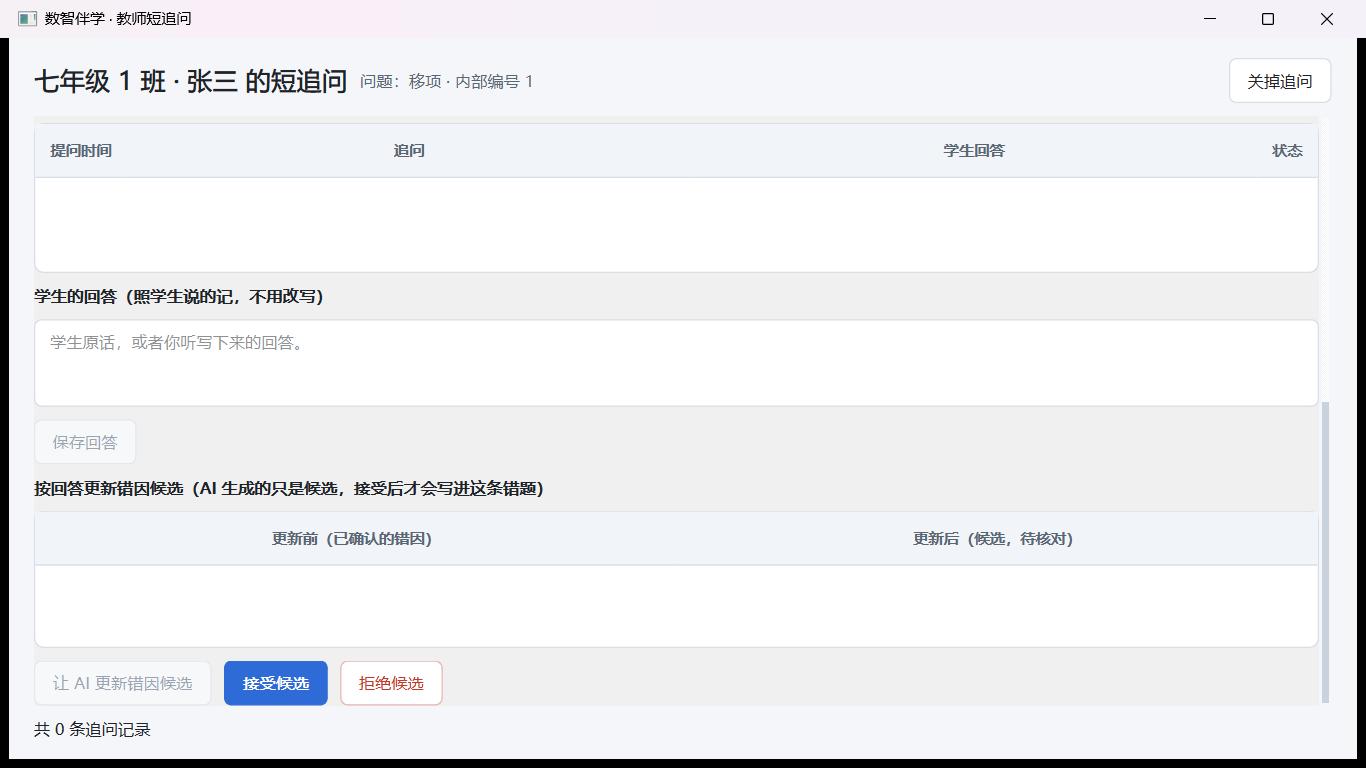 数智伴学 · 教师短追问
七年级 1 班 · 张三 的短追问 问题：移项 · 内部编号 1 关掉追问
提问时间 追问 学生回答 状态
学生的回答（照学生说的记，不用改写）
学生原话，或者你听写下来的回答。
保存回答
按回答更新错因候选（AI 生成的只是候选，接受后才会写进这条错题）
更新前（已确认的错因） 更新后（候选，待核对）
让 AI 更新错因候选 接受候选 拒绝候选
共 0 条追问记录